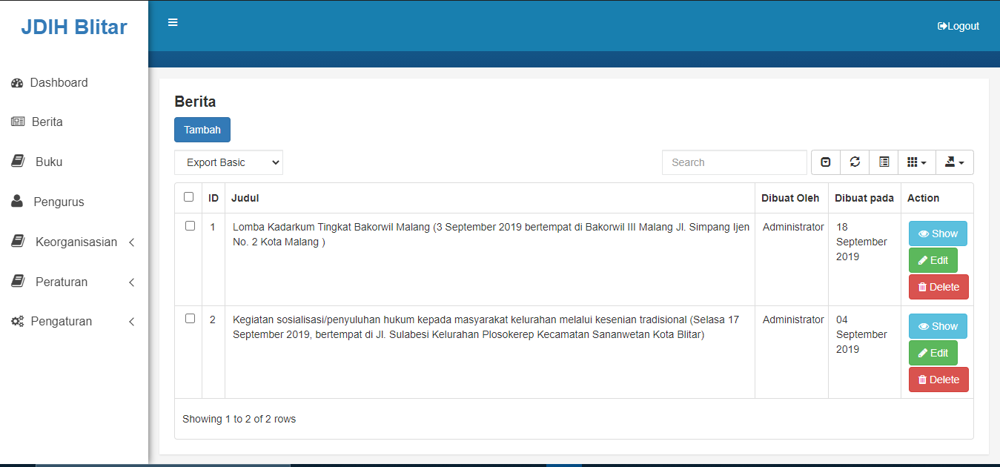 JDIH Blitar
Logout
Dashboard
Berita
Buku
Pengurus
Keorganisasian
Peraturan
Pengaturan
Berita
Tambah
Export Basic
Search
ID Judul Dibuat Oleh Dibuat pada Action
1 Lomba Kadarkum Tingkat Bakorwil Malang (3 September 2019 bertempat di Bakorwil III Malang Jl. Simpang Ijen Administrator 18 Show
No. 2 Kota Malang ) September
2019 Edit
Delete
2 Kegiatan sosialisasi/penyuluhan hukum kepada masyarakat kelurahan melalui kesenian tradisional (Selasa 17 Administrator 04 Show
September 2019, bertempat di Jl. Sulabesi Kelurahan Plosokerep Kecamatan Sananwetan Kota Blitar) September
2019 Edit
Delete
Showing 1 to 2 of 2 rows